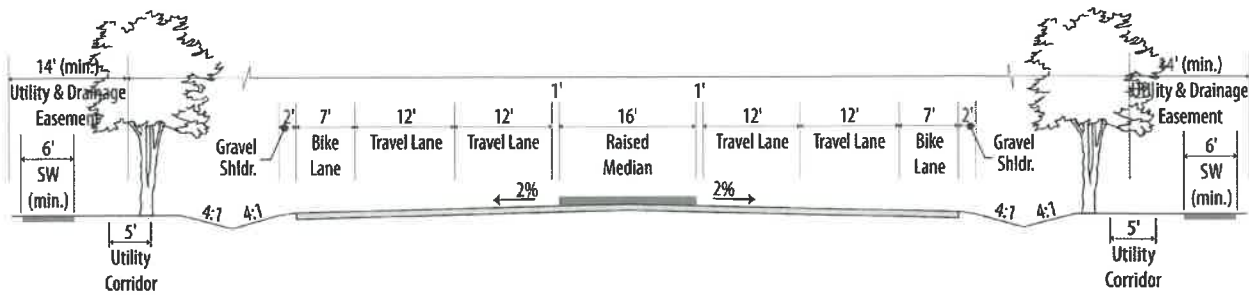 14' (min.)
Utility & Drainage
Easement
6'
SW
(min.)
5'
Utility
Corridor
4:1 4:1
Gravel
Shldr.
2'
7'
Bike
Lane
12'
Travel Lane
12'
Travel Lane
1'
16'
Raised
Median
1'
12'
Travel Lane
12'
Travel Lane
7'
Bike
Lane
2'
Gravel
Shldr.
2%
2%
4:1 4:1
14' (min.)
Utility & Drainage
Easement
6'
SW
(min.)
5'
Utility
Corridor